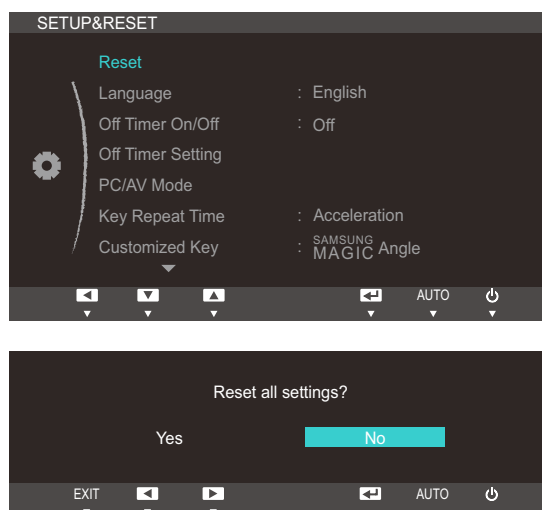 SETUP&RESET
Reset
Language : English
Off Timer On/Off : Off
Off Timer Setting
PC/AV Mode
Key Repeat Time : Acceleration
Customized Key : SAMSUNG MAGIC Angle
AUTO
Reset all settings?
Yes No
EXIT AUTO